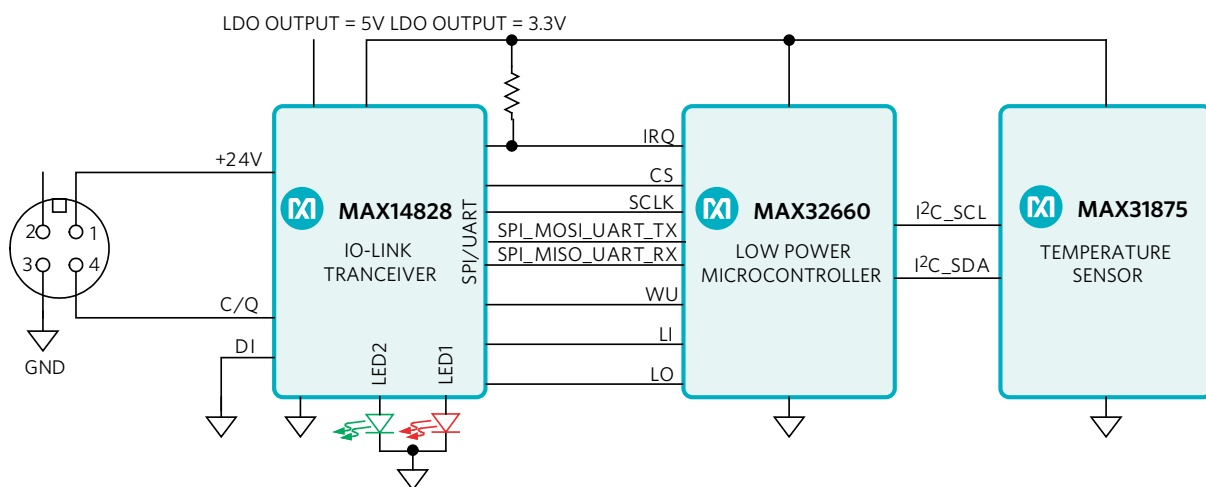 LDO OUTPUT = 5V LDO OUTPUT = 3.3V
+24V
2
1
3
4
C/Q
GND
DI
MAX14828
IO-LINK
TRANCEIVER
SPI/UART
LED2
LED1
IRQ
CS
SCLK
SPI_MOSI_UART_TX
SPI_MISO_UART_RX
WU
LI
LO
MAX32660
LOW POWER
MICROCONTROLLER
I²C_SCL
I²C_SDA
MAX31875
TEMPERATURE
SENSOR